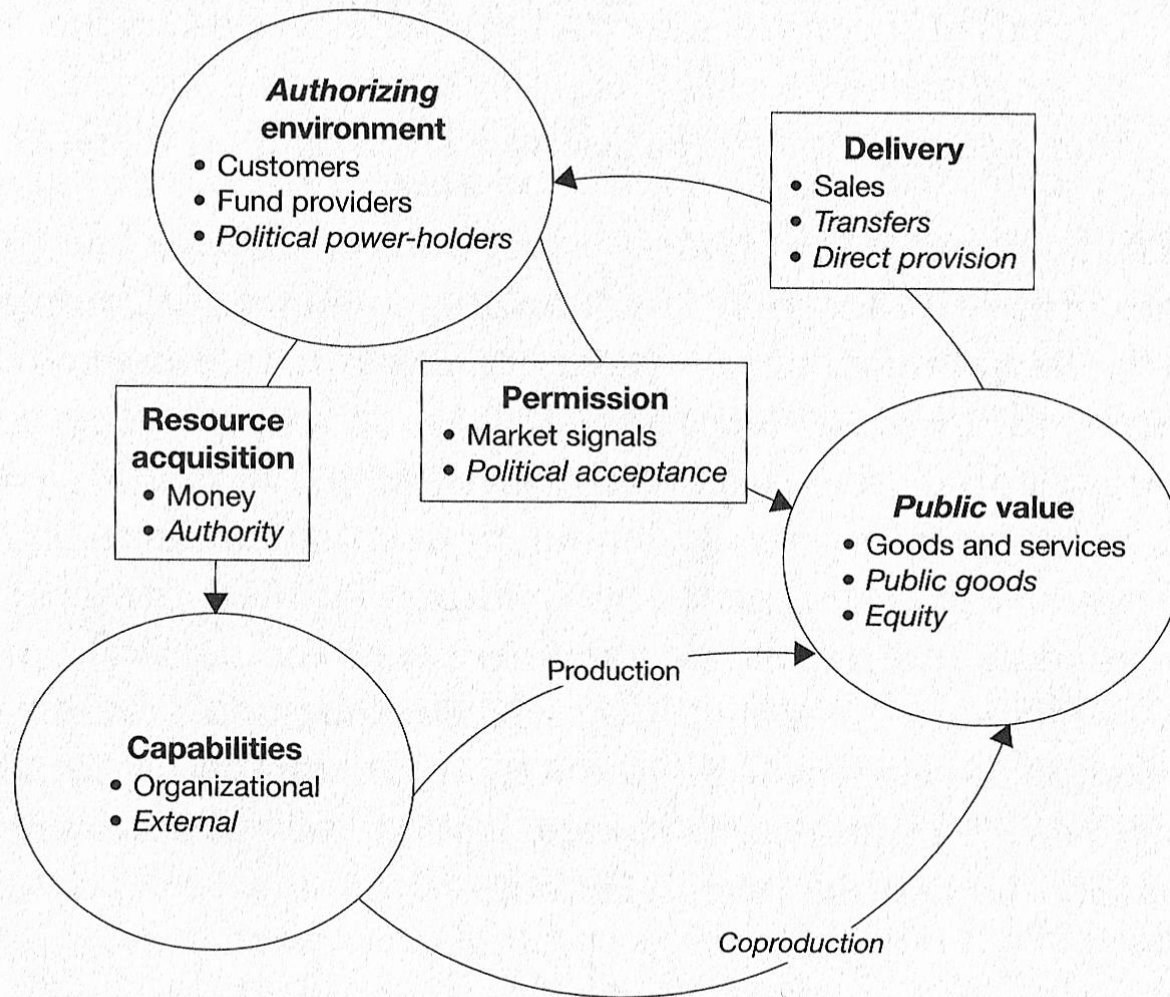 Authorizing
environment
• Customers
• Fund providers
• Political power-holders
Delivery
• Sales
• Transfers
• Direct provision
Resource
acquisition
• Money
• Authority
Permission
• Market signals
• Political acceptance
Public value
• Goods and services
• Public goods
• Equity
Production
Capabilities
• Organizational
• External
Coproduction